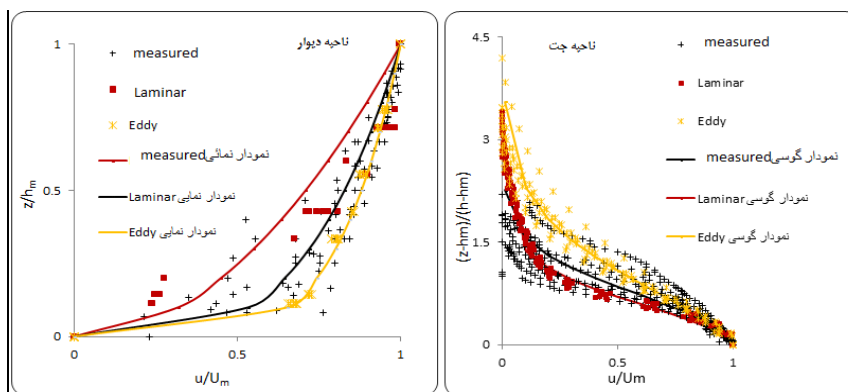 ناحیه دیوار
measured
Laminar
Eddy
measured نمودار نمائی
Laminar نمودار نمایی
Eddy نمودار نمایی
z/hm
1
0.5
0
0
0.5
1
u/Um
ناحیه جت
measured
Laminar
Eddy
measured نمودار گوسی
Laminar نمودار گوسی
Eddy نمودار گوسی
(z-hm)/(h-hm)
4.5
3
1.5
0
0
0.5
1
u/Um